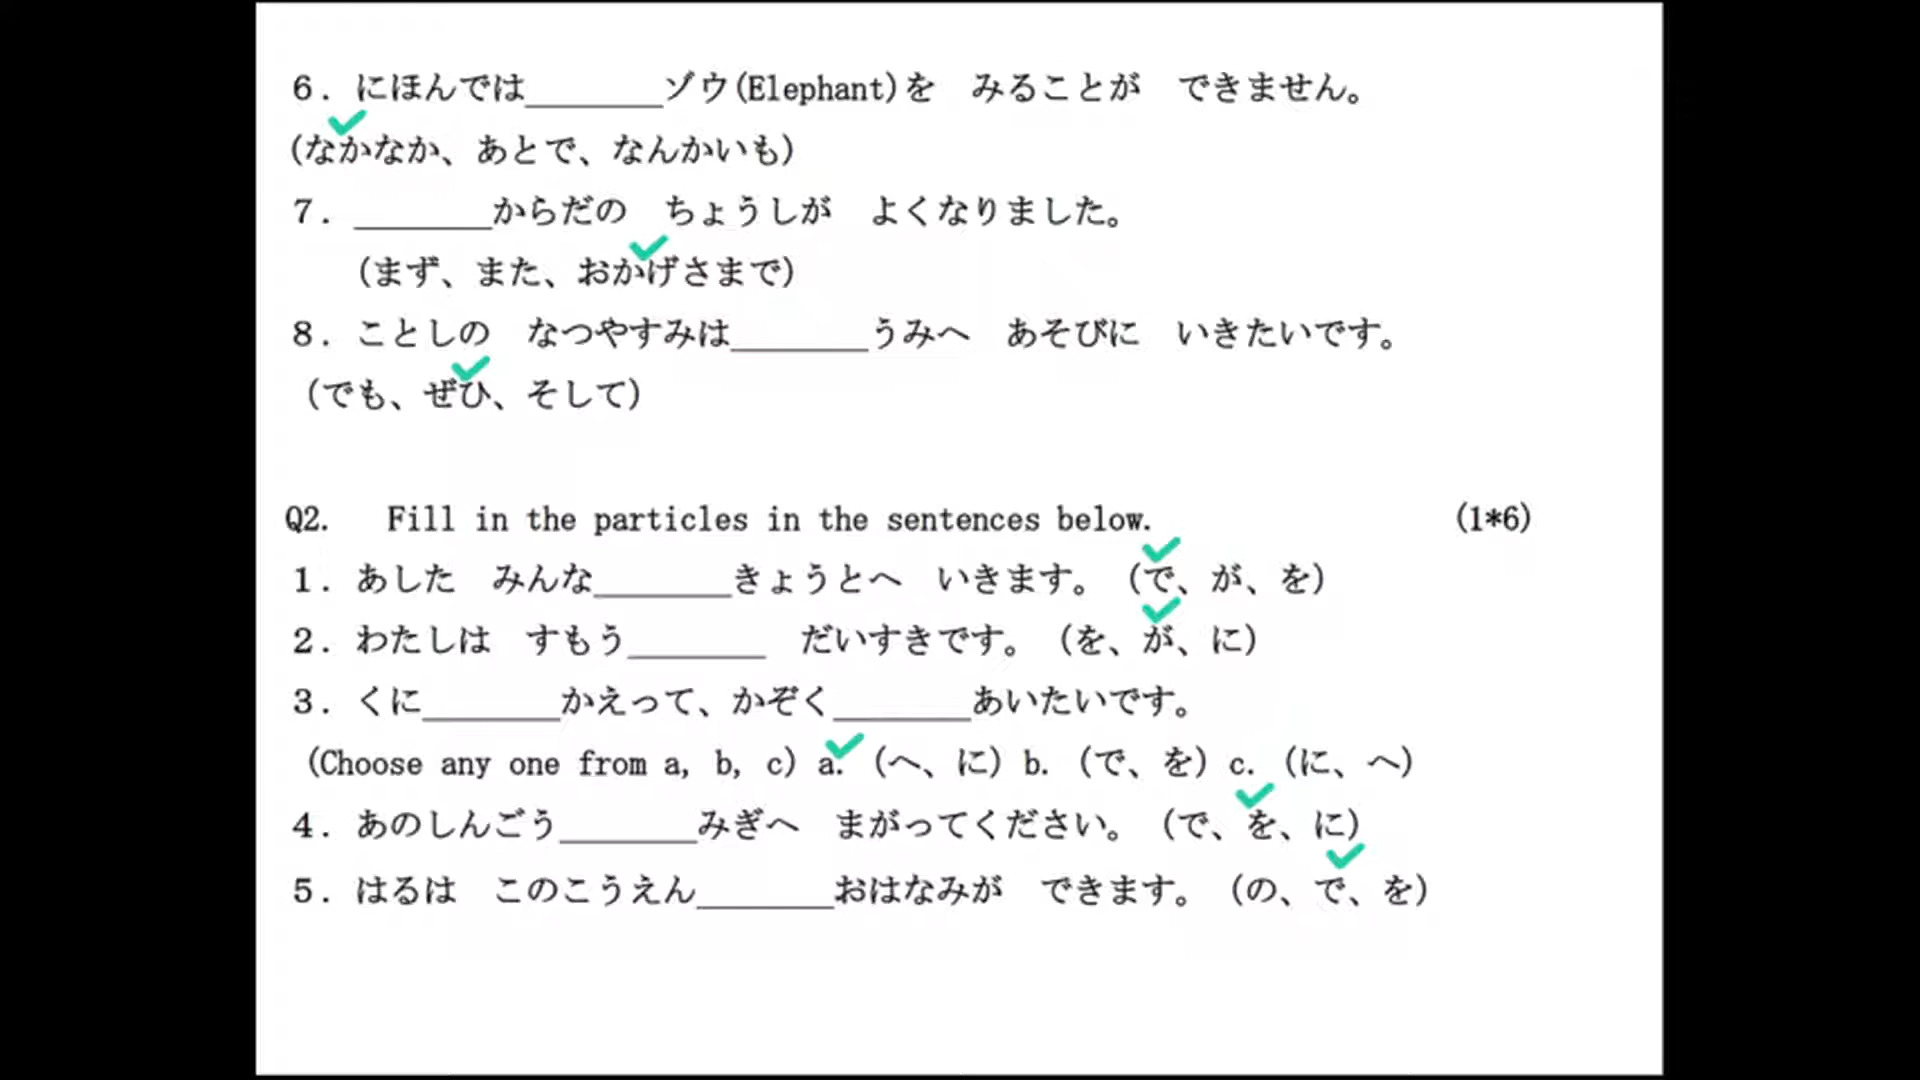 ６．にほんでは________ゾウ(Elephant)を　みることが　できません。
(なかなか、あとで、なんかいも)
７．________からだの　ちょうしが　よくなりました。
(まず、また、おかげさまで)
８．ことしの　なつやすみは________うみへ　あそびに　いきたいです。
(でも、ぜひ、そして)
Q2.　Fill in the particles in the sentences below.　(1*6)
１．あした　みんな________きょうとへ　いきます。（で、が、を）
２．わたしは　すもう________　だいすきです。（を、が、に）
３．くに________かえって、かぞく________あいたいです。
(Choose any one from a, b, c) a.（へ、に）b.（で、を）c.（に、へ）
４．あのしんごう________みぎへ　まがってください。（で、を、に）
５．はるは　このこうえん________おはなみが　できます。（の、で、を）